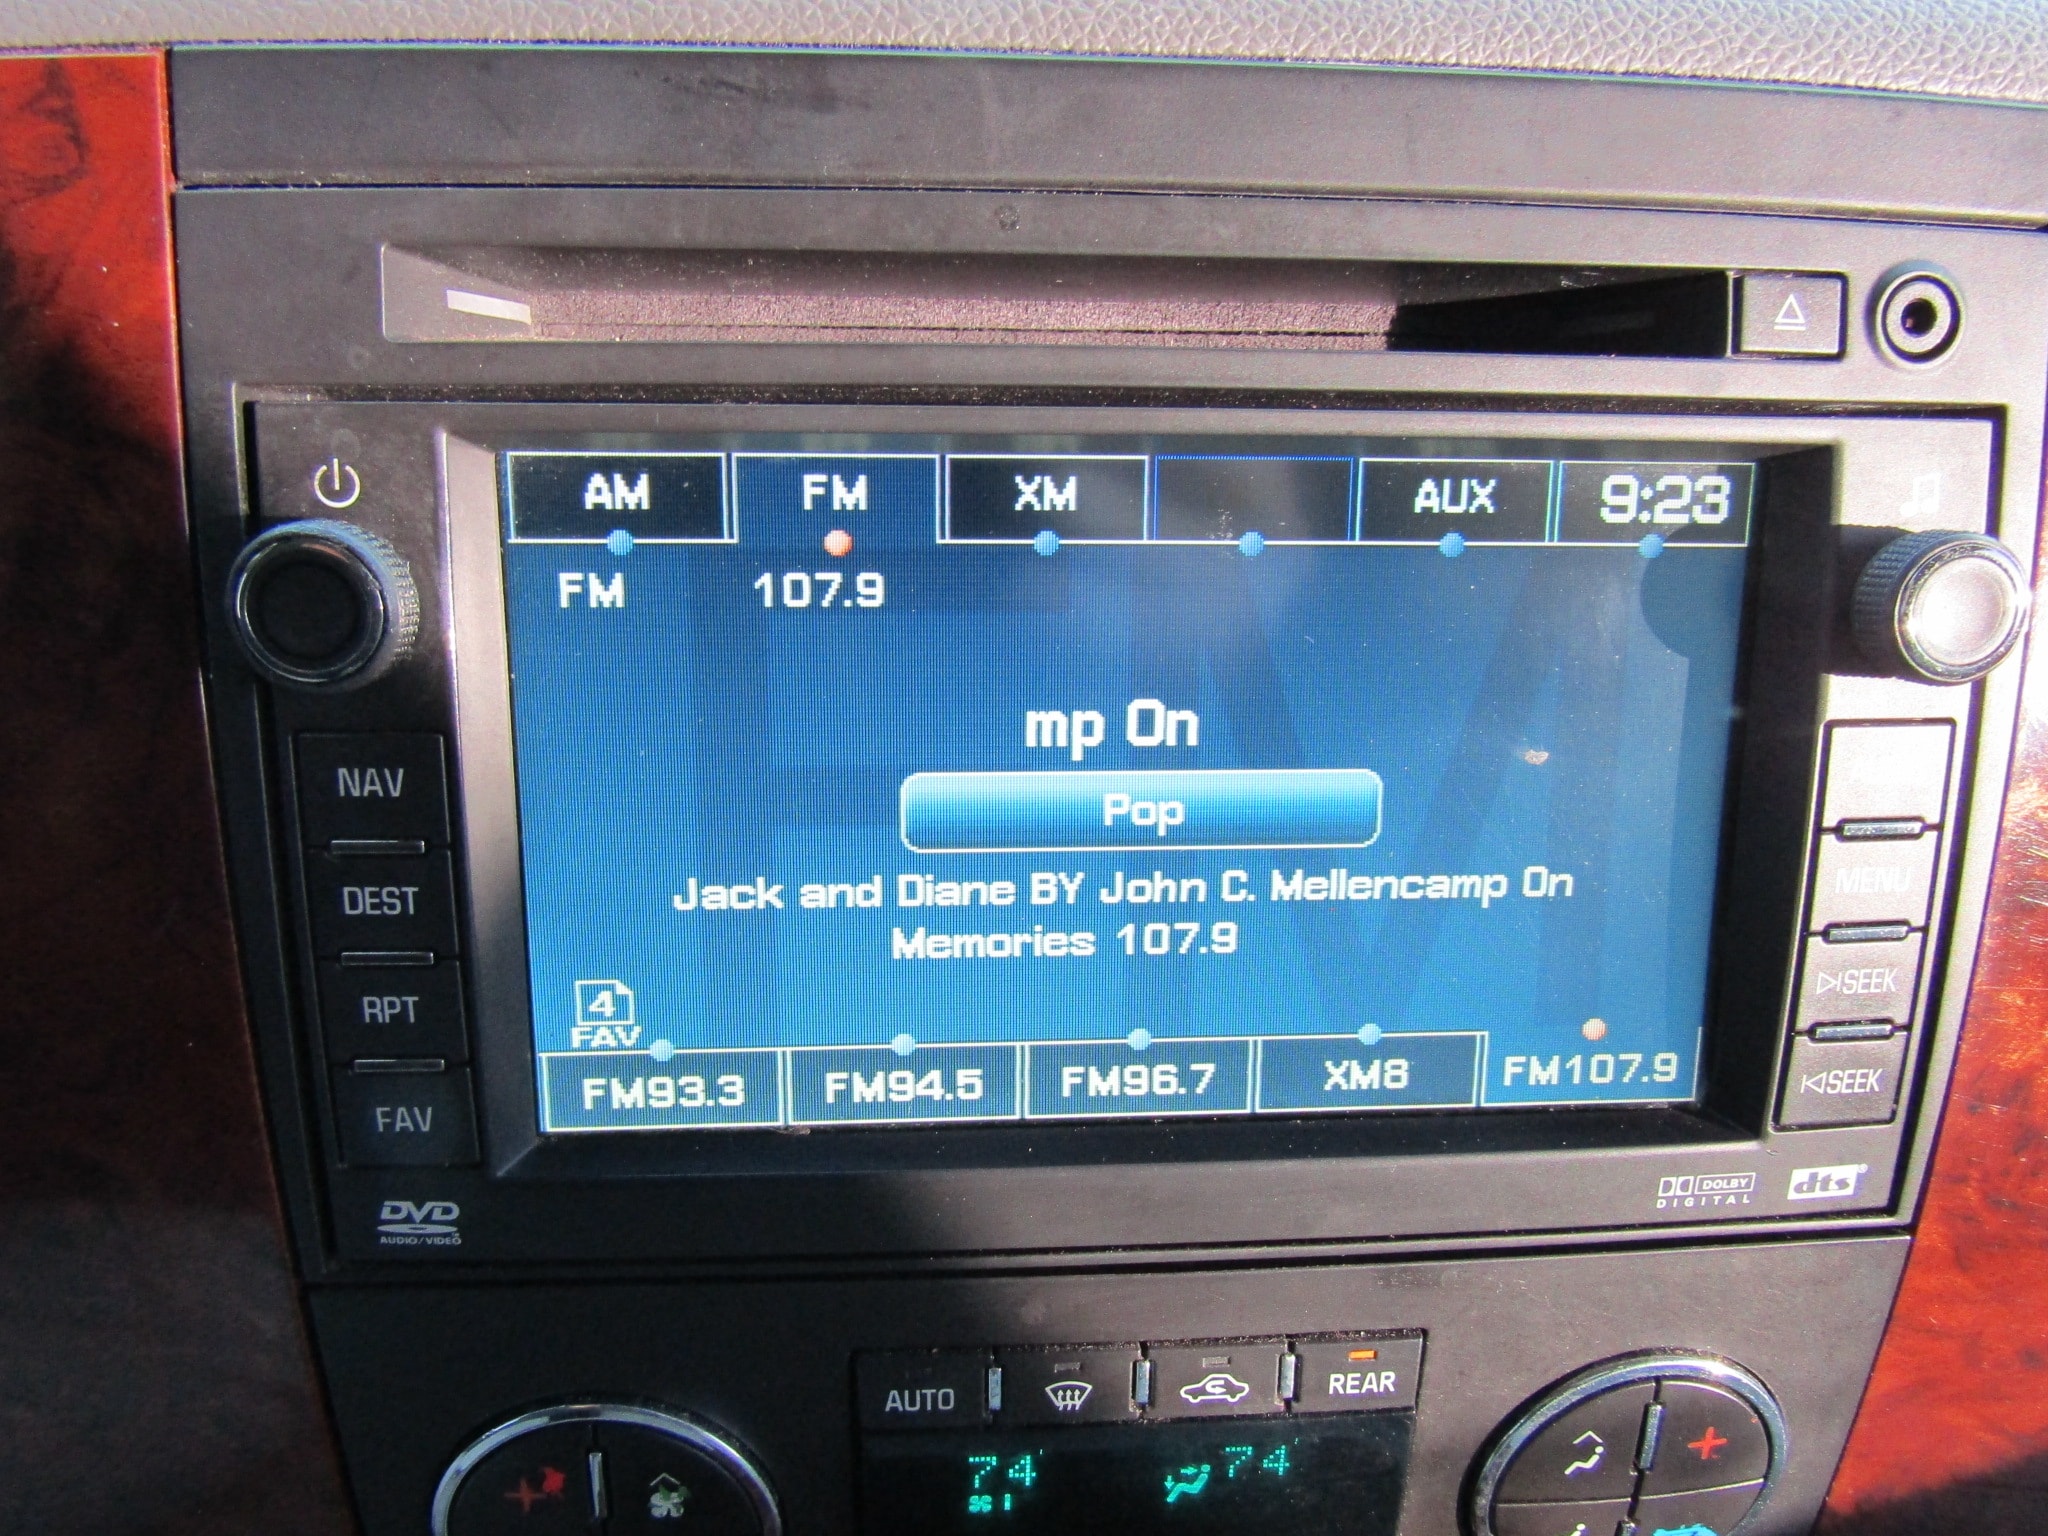 AM FM XM AUX 9:23
FM 107.9
mp On
Pop
Jack and Diane BY John C. Mellencamp On
Memories 107.9
4
FAV
FM93.3 FM94.5 FM96.7 XM8 FM107.9
NAV
DEST
RPT
FAV
MENU
SEEK
SEEK
DVD
AUDIO/VIDEO
DOLBY
DIGITAL
dts
AUTO REAR
74 74
1